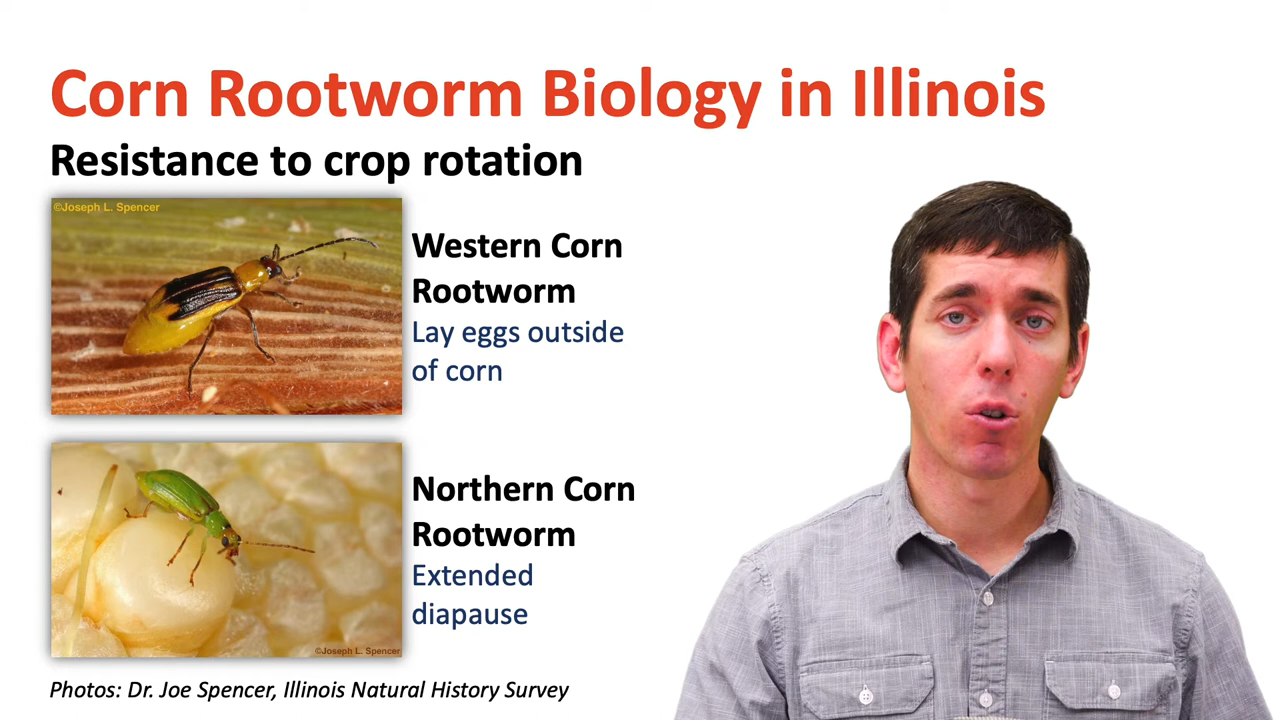 Corn Rootworm Biology in Illinois
Resistance to crop rotation
©Joseph L. Spencer
Western Corn
Rootworm
Lay eggs outside
of corn
Northern Corn
Rootworm
Extended
diapause
©Joseph L. Spencer
Photos: Dr. Joe Spencer, Illinois Natural History Survey